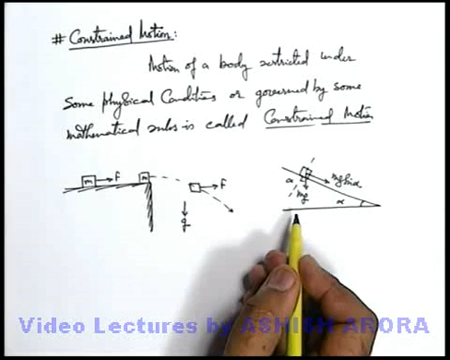 # Constrained Motion:
Motion of a body restricted under
Some physical Conditions or governed by some
mathematical rules is called Constrained Motion
m F m F
g
α mg mg sin α α
Video Lectures by ASHISH ARORA